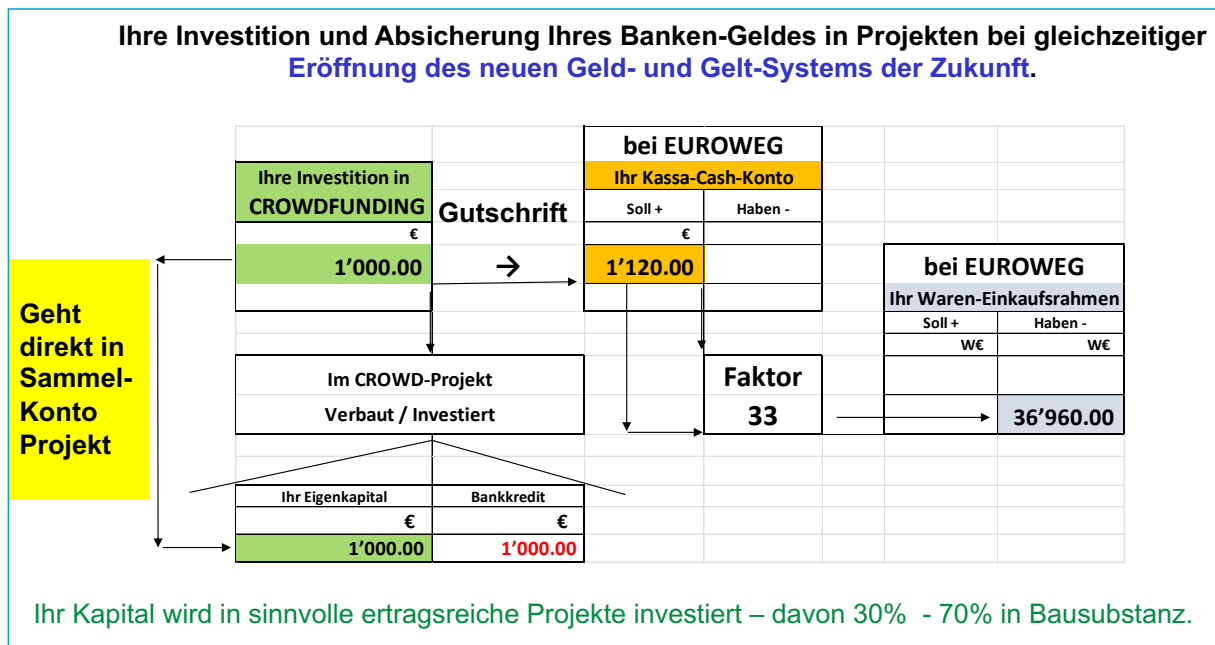 Ihre Investition und Absicherung Ihres Banken-Geldes in Projekten bei gleichzeitiger
Eröffnung des neuen Geld- und Gelt-Systems der Zukunft.
bei EUROWEG
Ihre Investition in
Ihr Kassa-Cash-Konto
CROWDFUNDING
Gutschrift
Soll +
Haben -
€
€
1’000.00
→
1’120.00
bei EUROWEG
Ihr Waren-Einkaufsrahmen
Soll +
Haben -
W€
W€
Geht
direkt in
Sammel-
Konto
Projekt
Im CROWD-Projekt
Verbaut / Investiert
Faktor
33
36’960.00
Ihr Eigenkapital
Bankkredit
€
€
1’000.00
1’000.00
Ihr Kapital wird in sinnvolle ertragsreiche Projekte investiert – davon 30% - 70% in Bausubstanz.